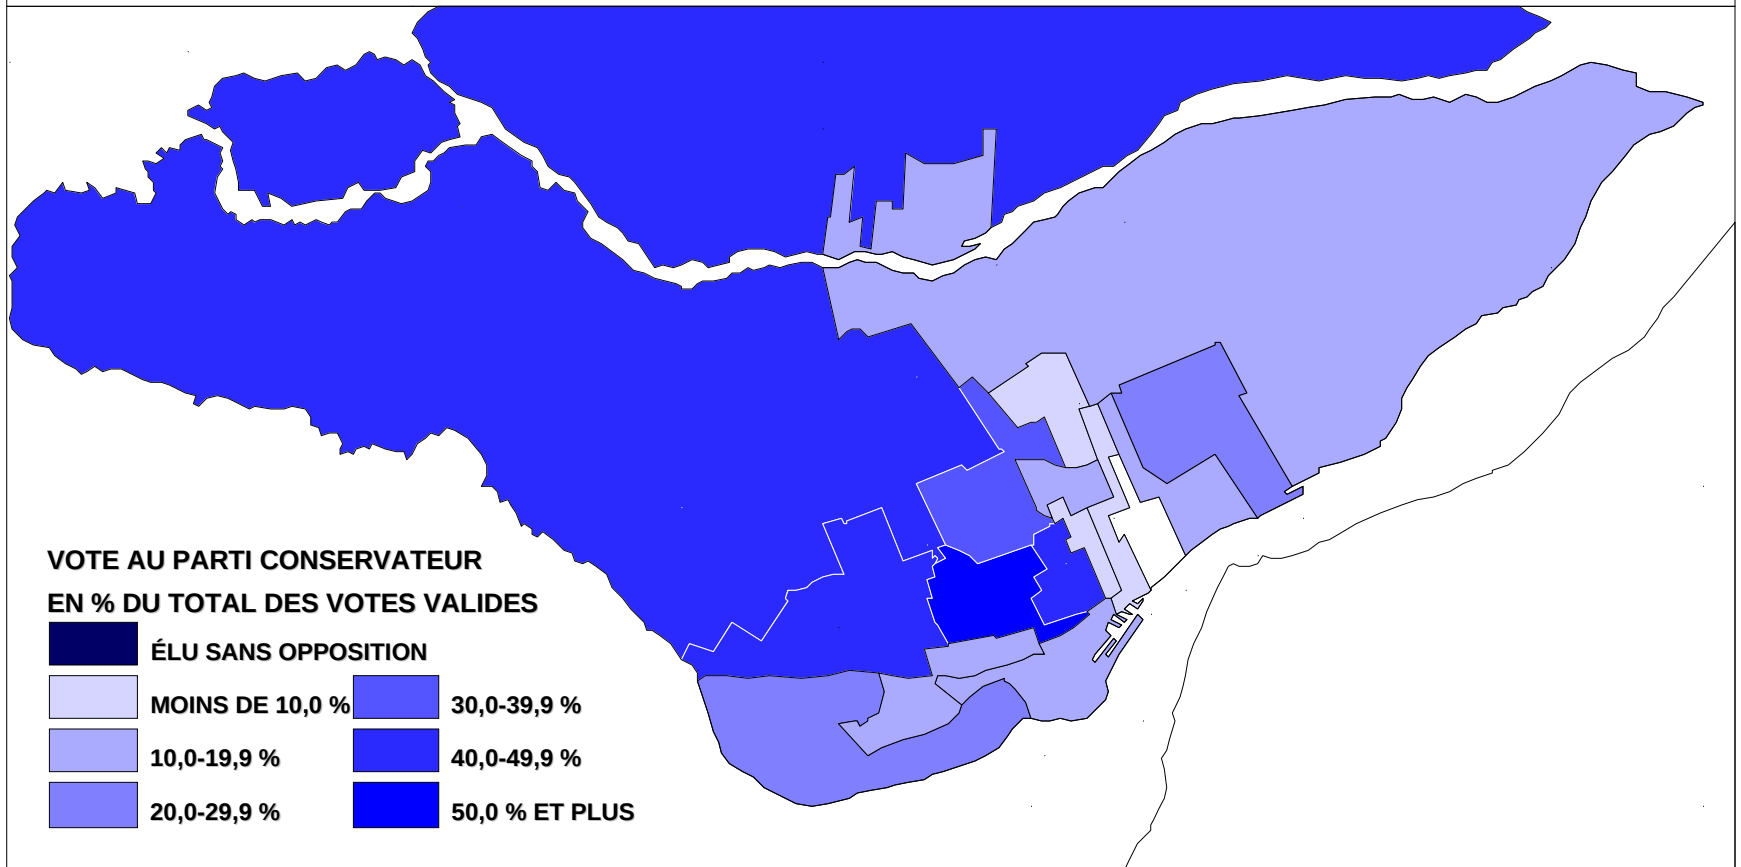 VOTE AU PARTI CONSERVATEUR
EN % DU TOTAL DES VOTES VALIDES
ÉLU SANS OPPOSITION
MOINS DE 10,0 %
10,0-19,9 %
20,0-29,9 %
30,0-39,9 %
40,0-49,9 %
50,0 % ET PLUS